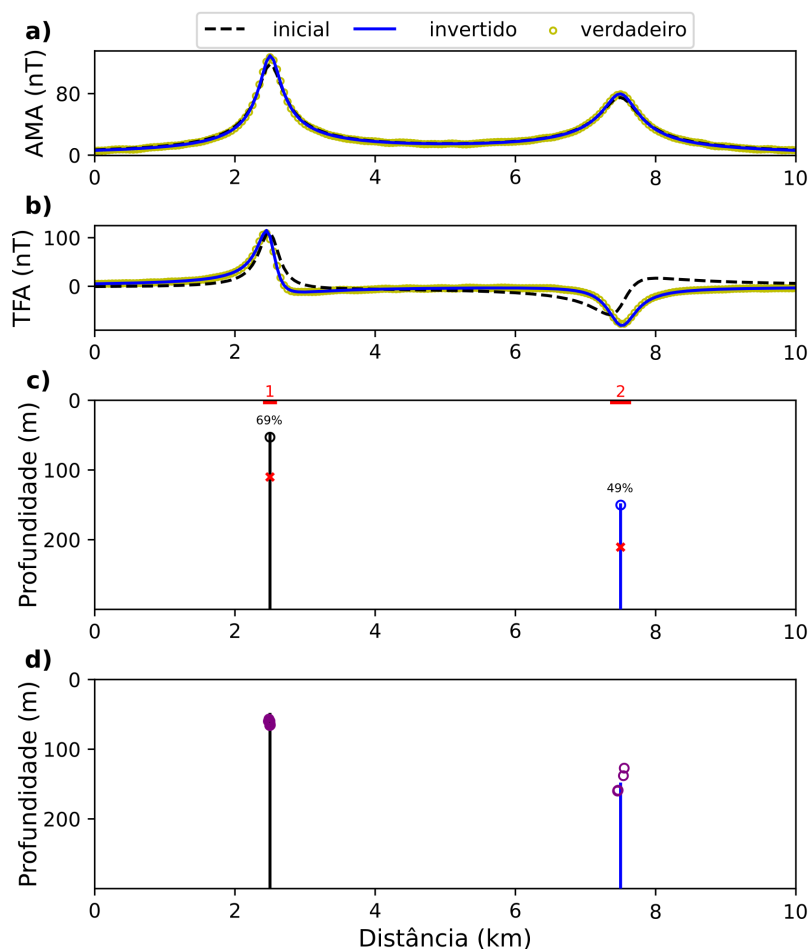 a)
inicial invertido verdadeiro
AMA (nT)
80
0
0 2 4 6 8 10
b)
TFA (nT)
100
0
0 2 4 6 8 10
c)
Profundidade (m)
0
100
200
1 2
69%
49%
0 2 4 6 8 10
d)
Profundidade (m)
0
100
200
0 2 4 6 8 10
Distância (km)